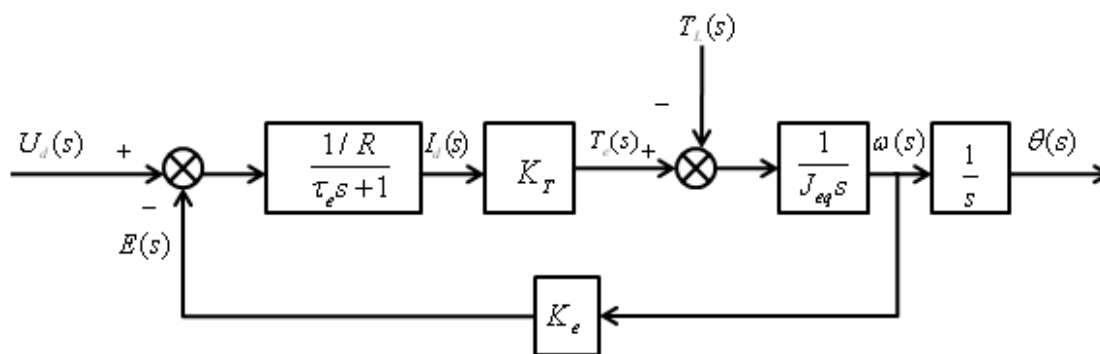 T_L(s)
−
U_d(s)
+
1/R
τ_e s+1
I_d(s)
K_T
T_e(s)
+
1
J_eq s
ω(s)
1
s
θ(s)
−
E(s)
K_e